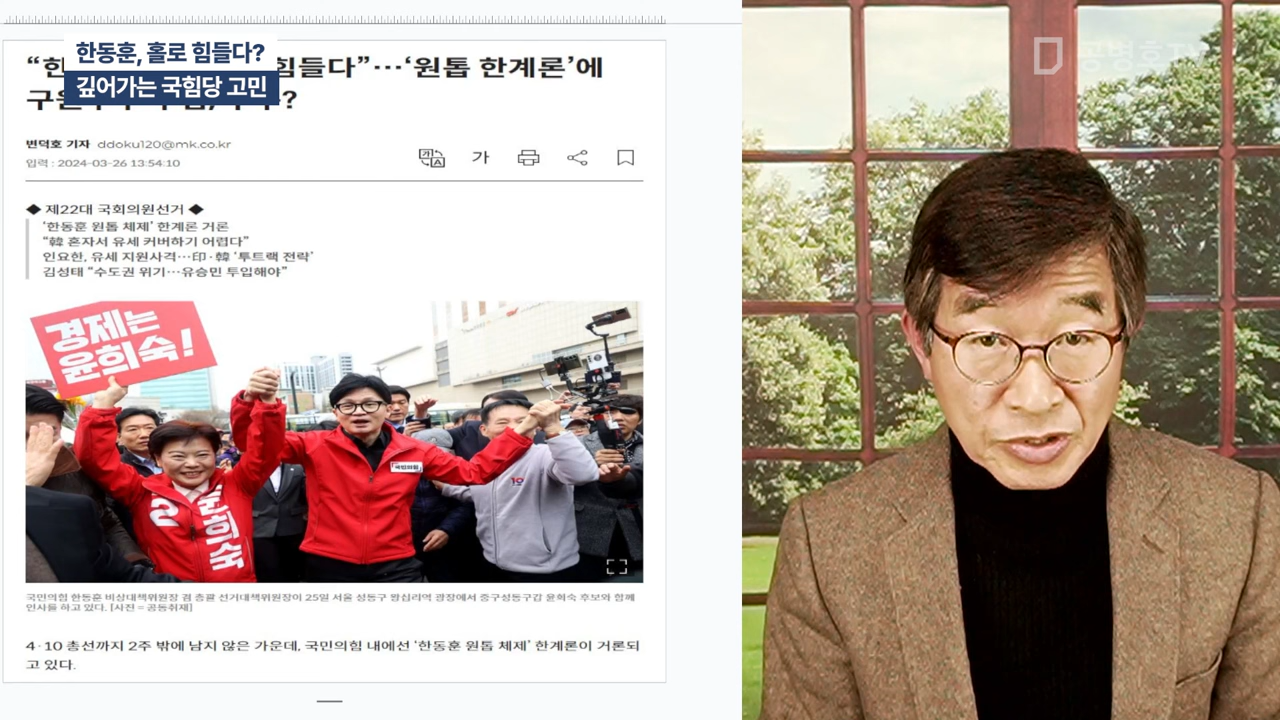 한동훈, 홀로 힘들다?
깊어가는 국힘당 고민
힘들다”…‘원톱 한계론’에
변덕호 기자 ddoku120@mk.co.kr
입력 : 2024-03-26 13:54:10
가
◆ 제22대 국회의원선거 ◆
‘한동훈 원톱 체제’ 한계론 거론
“韓 혼자서 유세 커버하기 어렵다”
인요한, 유세 지원사격…印·韓 ‘투트랙 전략’
김성태 “수도권 위기…유승민 투입해야”
경제는
윤희숙!
2 윤희숙
국민의힘
10
국민의힘 한동훈 비상대책위원장 겸 총괄 선거대책위원장이 25일 서울 성동구 왕십리역 광장에서 중구성동구갑 윤희숙 후보와 함께
인사를 하고 있다. [사진 = 공동취재]
4·10 총선까지 2주 밖에 남지 않은 가운데, 국민의힘 내에선 ‘한동훈 원톱 체제’ 한계론이 거론되
고 있다.
공병호TV